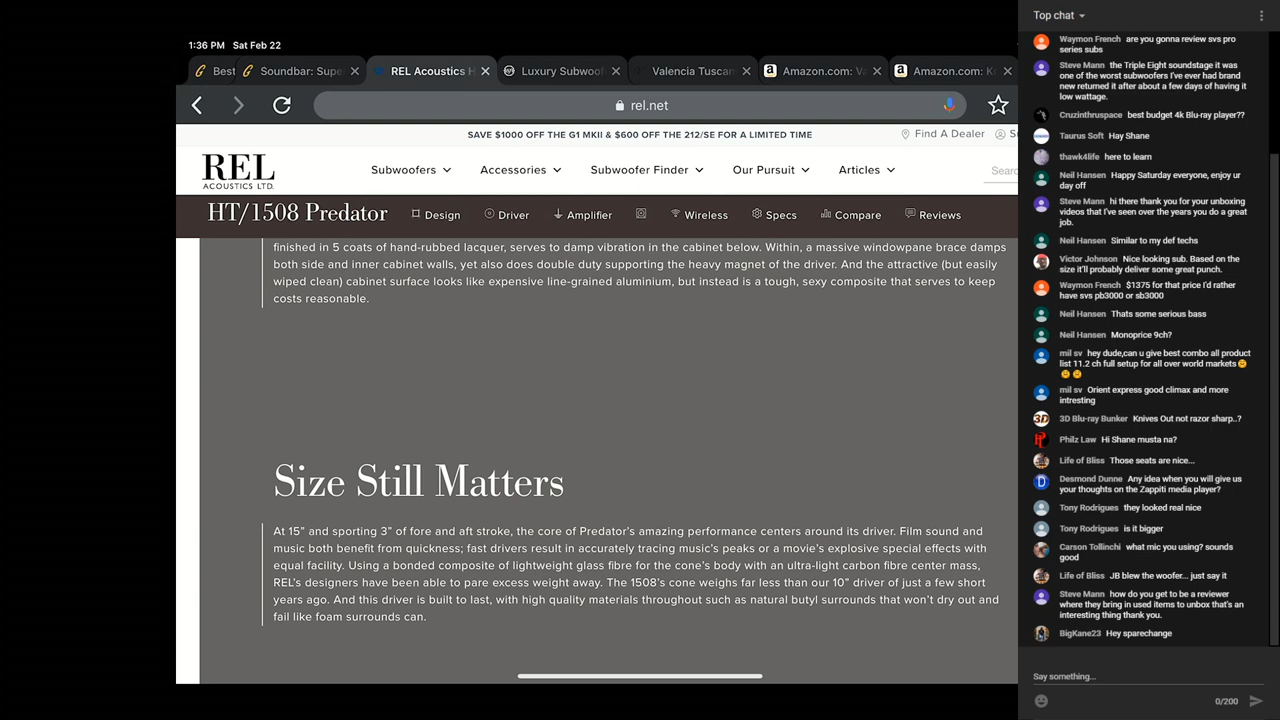 1:36 PM Sat Feb 22
Best
Soundbar: Supe
REL Acoustics H
Luxury Subwoof
Valencia Tuscan
Amazon.com: Va
Amazon.com: K
rel.net
SAVE $1000 OFF THE G1 MKII & $600 OFF THE 212/SE FOR A LIMITED TIME
Find A Dealer
REL
ACOUSTICS LTD.
Subwoofers
Accessories
Subwoofer Finder
Our Pursuit
Articles
Searc
HT/1508 Predator
Design
Driver
Amplifier
Wireless
Specs
Compare
Reviews
finished in 5 coats of hand-rubbed lacquer, serves to damp vibration in the cabinet below. Within, a massive windowpane brace damps
both side and inner cabinet walls, yet also does double duty supporting the heavy magnet of the driver. And the attractive (but easily
wiped clean) cabinet surface looks like expensive line-grained aluminium, but instead is a tough, sexy composite that serves to keep
costs reasonable.
Size Still Matters
At 15” and sporting 3” of fore and aft stroke, the core of Predator’s amazing performance centers around its driver. Film sound and
music both benefit from quickness; fast drivers result in accurately tracing music’s peaks or a movie’s explosive special effects with
equal facility. Using a bonded composite of lightweight glass fibre for the cone’s body with an ultra-light carbon fibre center mass,
REL’s designers have been able to pare excess weight away. The 1508’s cone weighs far less than our 10” driver of just a few short
years ago. And this driver is built to last, with high quality materials throughout such as natural butyl surrounds that won’t dry out and
fail like foam surrounds can.
Top chat
Waymon French are you gonna review svs pro
series subs
Steve Mann the Triple Eight soundstage it was
one of the worst subwoofers I've ever had brand
new returned it after about a few days of having it
low wattage.
Cruzinthruspace best budget 4k Blu-ray player??
Taurus Soft Hay Shane
thawk4life here to learn
Neil Hansen Happy Saturday everyone, enjoy ur
day off
Steve Mann hi there thank you for your unboxing
videos that I've seen over the years you do a great
job.
Neil Hansen Similar to my def techs
Victor Johnson Nice looking sub. Based on the
size it'll probably deliver some great punch.
Waymon French $1375 for that price I'd rather
have svs pb3000 or sb3000
Neil Hansen Thats some serious bass
Neil Hansen Monoprice 9ch?
mil sv hey dude,can u give best combo all product
list 11.2 ch full setup for all over world markets
mil sv Orient express good climax and more
intresting
3D Blu-ray Bunker Knives Out not razor sharp..?
Philz Law Hi Shane musta na?
Life of Bliss Those seats are nice...
Desmond Dunne Any idea when you will give us
your thoughts on the Zappiti media player?
Tony Rodrigues they looked real nice
Tony Rodrigues is it bigger
Carson Tollinchi what mic you using? sounds
good
Life of Bliss JB blew the woofer... just say it
Steve Mann how do you get to be a reviewer
where they bring in used items to unbox that's an
interesting thing thank you.
BigKane23 Hey sparechange
Say something...
0/200